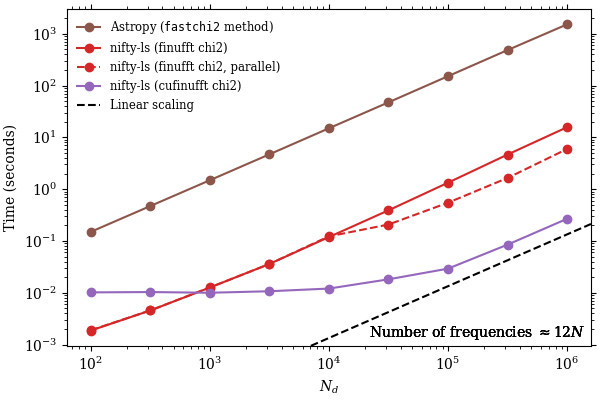 Astropy (fastchi2 method)
nifty-ls (finufft chi2)
nifty-ls (finufft chi2, parallel)
nifty-ls (cufinufft chi2)
Linear scaling
Time (seconds)
10³
10²
10¹
10⁰
10⁻¹
10⁻²
10⁻³
Number of frequencies ≈ 12N
10² 10³ 10⁴ 10⁵ 10⁶
N_d